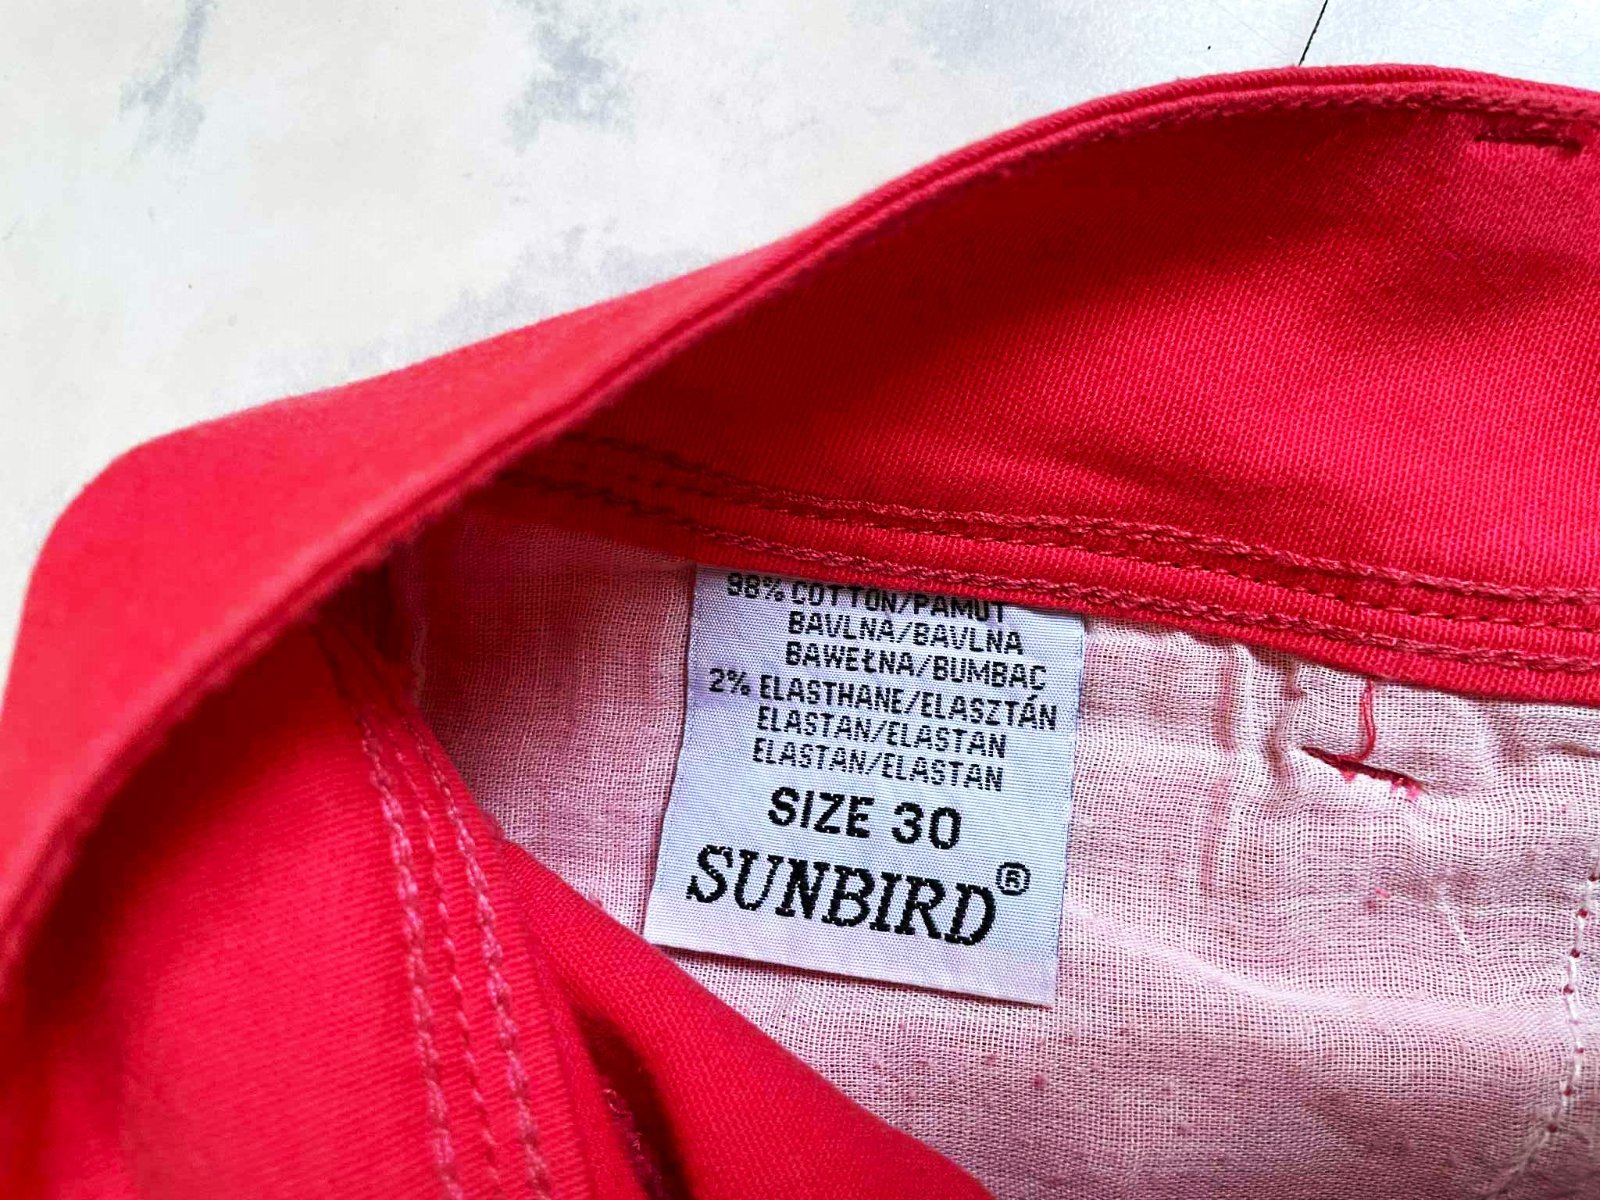 98% COTTON/PAMUT
BAVLNA/BAVLNA
BAWEŁNA/BUMBAC
2% ELASTHANE/ELASZTÁN
ELASTAN/ELASTAN
ELASTAN/ELASTAN
SIZE 30
SUNBIRD®